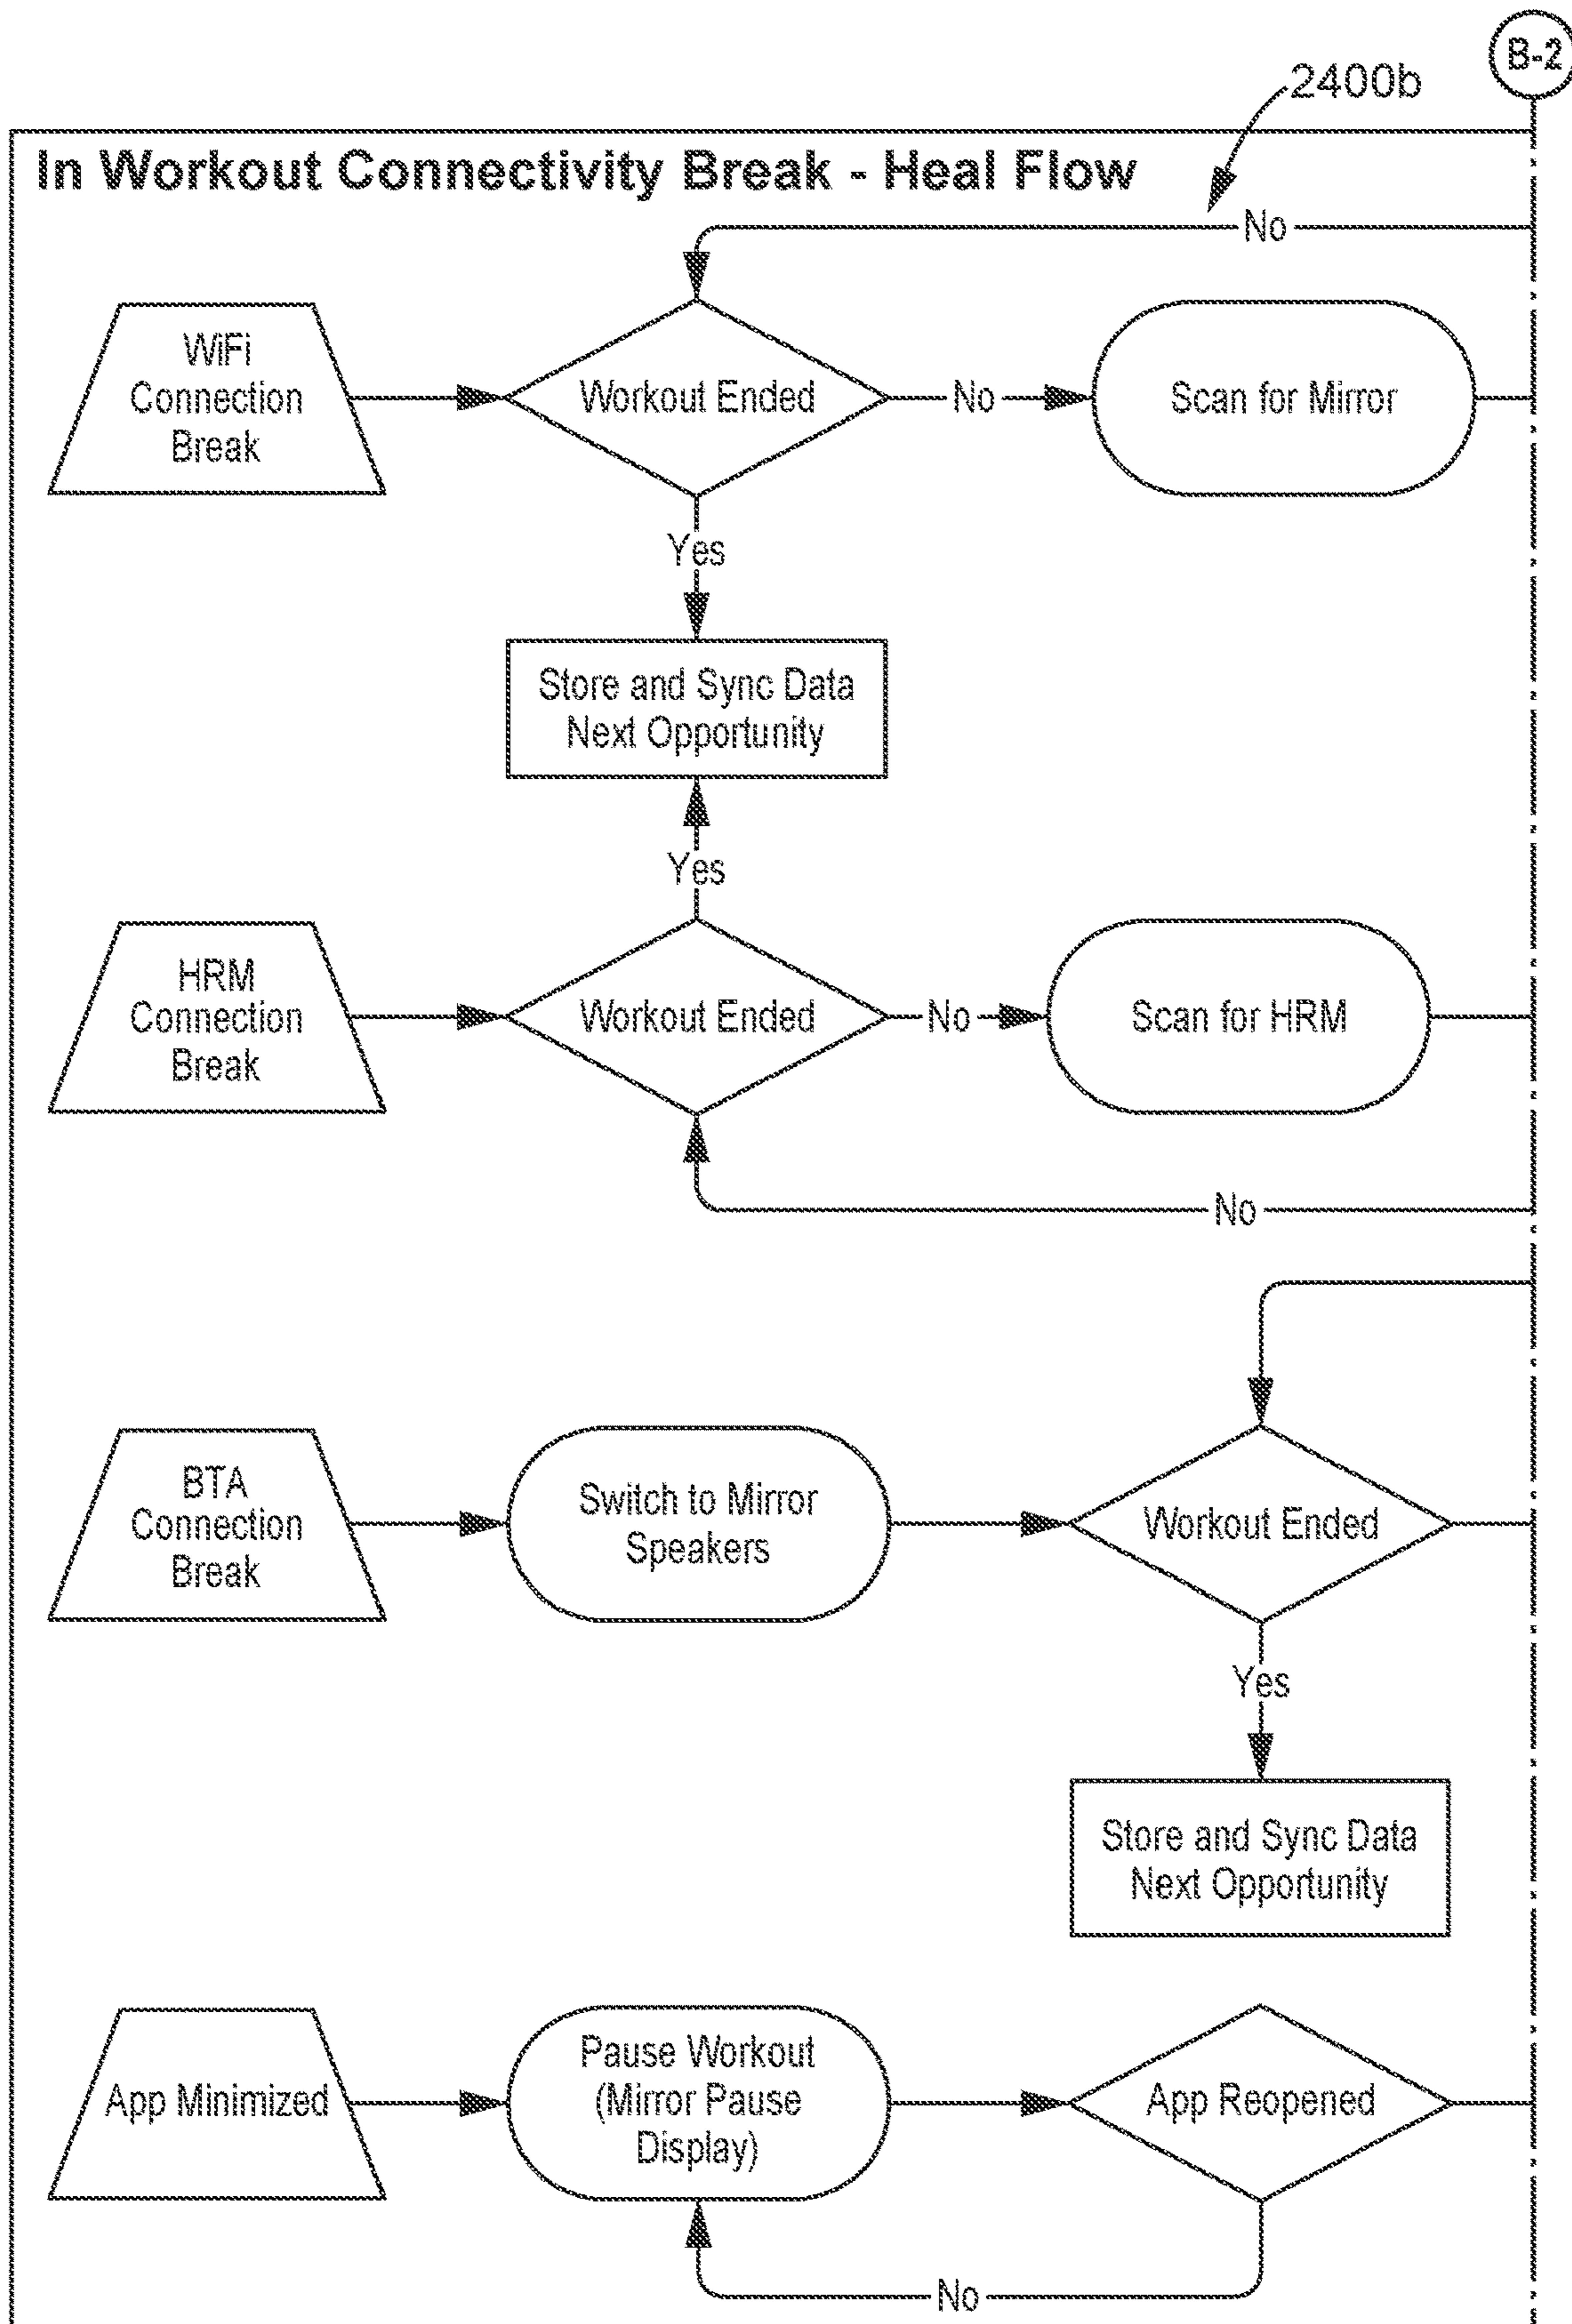 B-2
2400b
In Workout Connectivity Break - Heal Flow
No
WiFi
Connection
Break
Workout Ended
No
Scan for Mirror
Yes
Store and Sync Data
Next Opportunity
Yes
HRM
Connection
Break
Workout Ended
No
Scan for HRM
No
BTA
Connection
Break
Switch to Mirror
Speakers
Workout Ended
Yes
Store and Sync Data
Next Opportunity
App Minimized
Pause Workout
(Mirror Pause
Display)
App Reopened
No